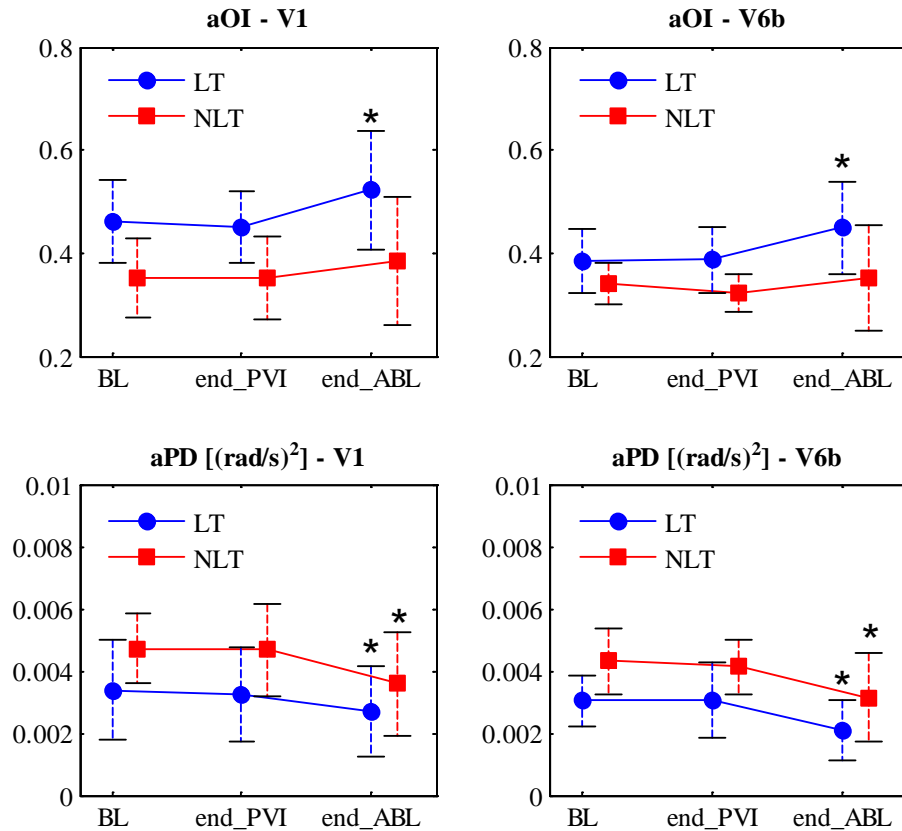 aOI - V1
0.8
0.6
0.4
0.2
LT
NLT
*
BL end_PVI end_ABL
aOI - V6b
0.8
0.6
0.4
0.2
LT
NLT
*
BL end_PVI end_ABL
aPD [(rad/s)²] - V1
0.01
0.008
0.006
0.004
0.002
0
LT
NLT
* *
BL end_PVI end_ABL
aPD [(rad/s)²] - V6b
0.01
0.008
0.006
0.004
0.002
0
LT
NLT
* *
BL end_PVI end_ABL